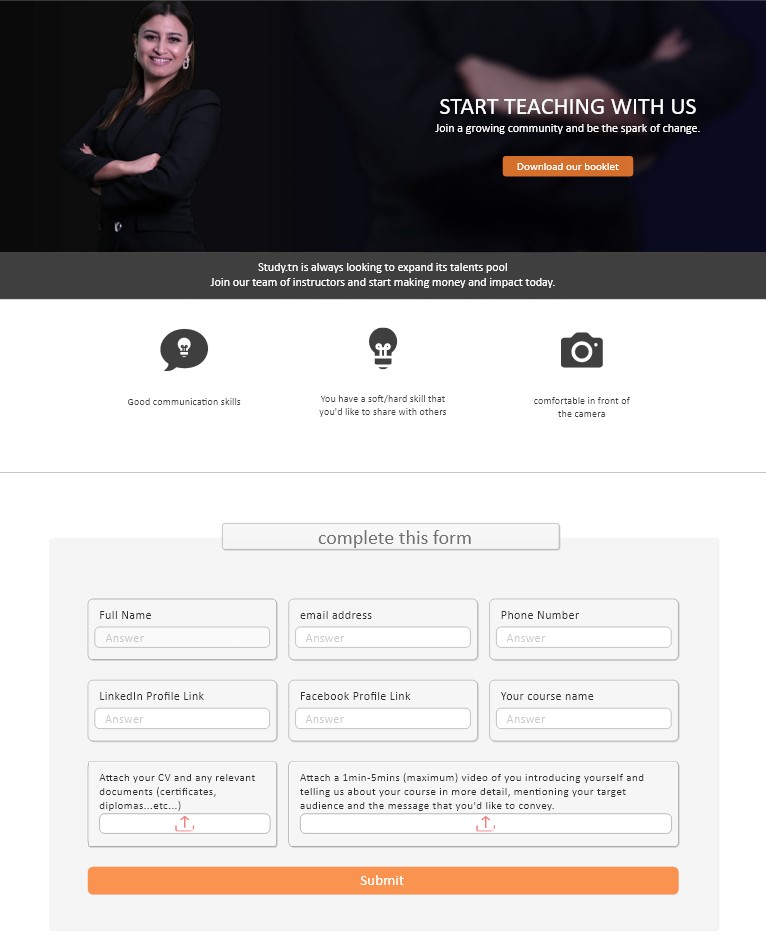 START TEACHING WITH US
Join a growing community and be the spark of change.
Download our booklet
Study.tn is always looking to expand its talents pool
Join our team of instructors and start making money and impact today.
Good communication skills
You have a soft/hard skill that
you'd like to share with others
comfortable in front of
the camera
complete this form
Full Name
Answer
email address
Answer
Phone Number
Answer
LinkedIn Profile Link
Answer
Facebook Profile Link
Answer
Your course name
Answer
Attach your CV and any relevant
documents (certificates,
diplomas...etc...)
Attach a 1min-5mins (maximum) video of you introducing yourself and
telling us about your course in more detail, mentioning your target
audience and the message that you'd like to convey.
Submit